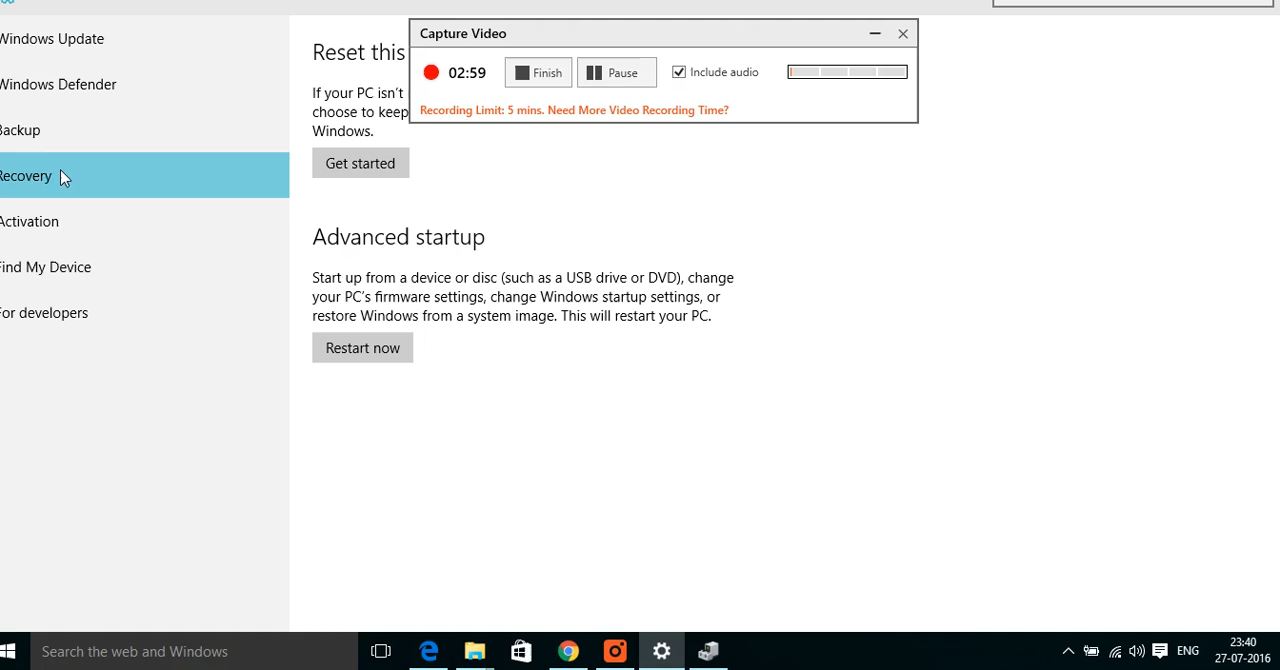 Windows Update
Windows Defender
Backup
Recovery
Activation
Find My Device
For developers
Reset this
If your PC isn't
choose to keep
Windows.
Get started
Capture Video
02:59
Finish
Pause
Include audio
Recording Limit: 5 mins. Need More Video Recording Time?
Advanced startup
Start up from a device or disc (such as a USB drive or DVD), change
your PC's firmware settings, change Windows startup settings, or
restore Windows from a system image. This will restart your PC.
Restart now
Search the web and Windows
ENG
23:40
27-07-2016